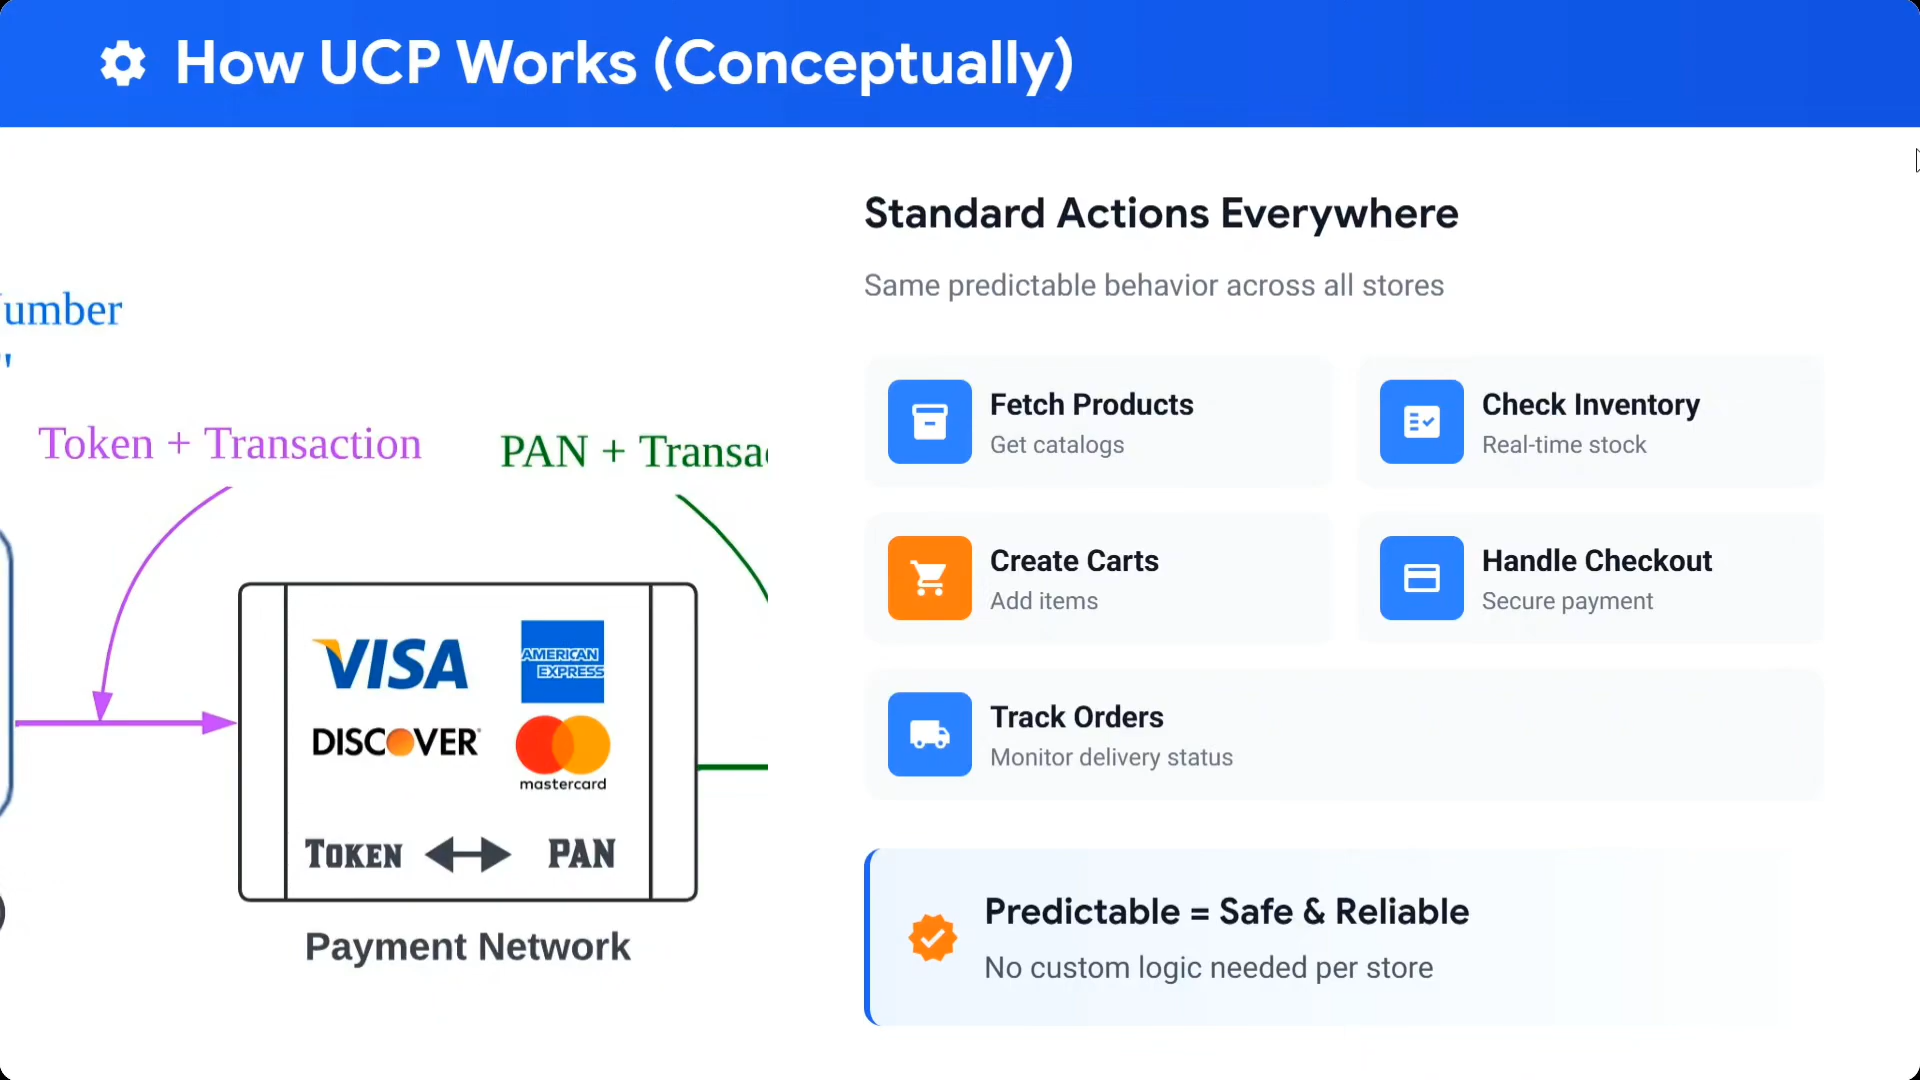 How UCP Works (Conceptually)
umber
"
Token + Transaction
PAN + Transac
VISA
AMERICAN
EXPRESS
DISCOVER
mastercard
TOKEN PAN
Payment Network
Standard Actions Everywhere
Same predictable behavior across all stores
Fetch Products
Get catalogs
Check Inventory
Real-time stock
Create Carts
Add items
Handle Checkout
Secure payment
Track Orders
Monitor delivery status
Predictable = Safe & Reliable
No custom logic needed per store